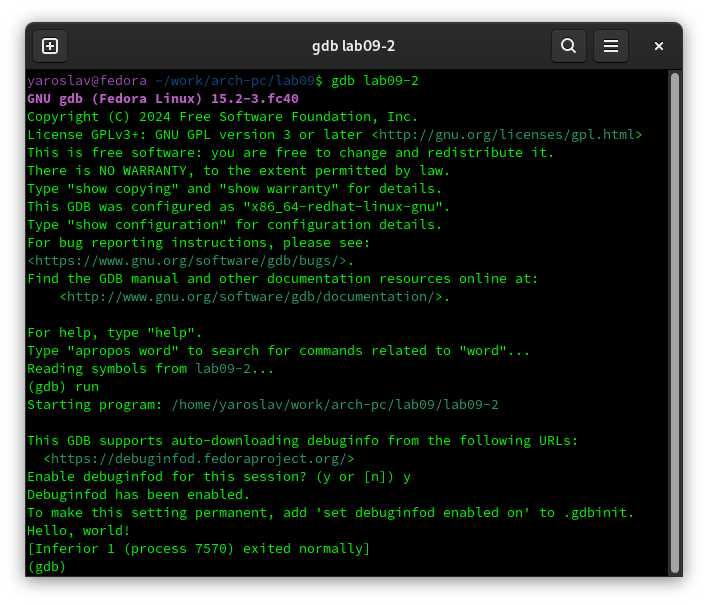 gdb lab09-2
yaroslav@fedora ~/work/arch-pc/lab09$ gdb lab09-2
GNU gdb (Fedora Linux) 15.2-3.fc40
Copyright (C) 2024 Free Software Foundation, Inc.
License GPLv3+: GNU GPL version 3 or later <http://gnu.org/licenses/gpl.html>
This is free software: you are free to change and redistribute it.
There is NO WARRANTY, to the extent permitted by law.
Type "show copying" and "show warranty" for details.
This GDB was configured as "x86_64-redhat-linux-gnu".
Type "show configuration" for configuration details.
For bug reporting instructions, please see:
<https://www.gnu.org/software/gdb/bugs/>.
Find the GDB manual and other documentation resources online at:
    <http://www.gnu.org/software/gdb/documentation/>.

For help, type "help".
Type "apropos word" to search for commands related to "word"...
Reading symbols from lab09-2...
(gdb) run
Starting program: /home/yaroslav/work/arch-pc/lab09/lab09-2

This GDB supports auto-downloading debuginfo from the following URLs:
  <https://debuginfod.fedoraproject.org/>
Enable debuginfod for this session? (y or [n]) y
Debuginfod has been enabled.
To make this setting permanent, add 'set debuginfod enabled on' to .gdbinit.
Hello, world!
[Inferior 1 (process 7570) exited normally]
(gdb)